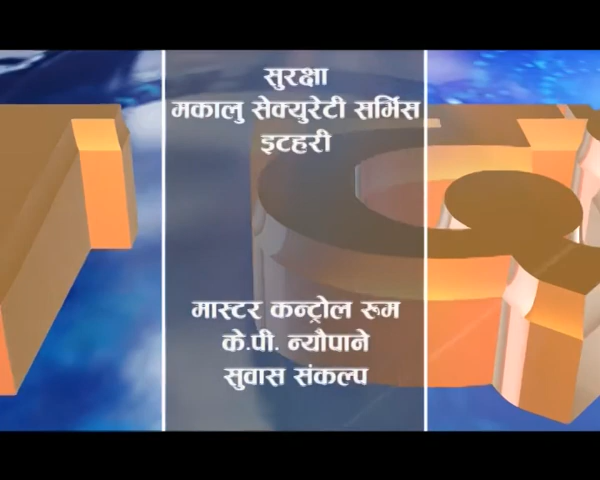 सुरक्षा
मकालु सेक्युरेटी सर्भिस
इटहरी
मास्टर कन्ट्रोल रूम
के.पी. न्यौपाने
सुवास संकल्प